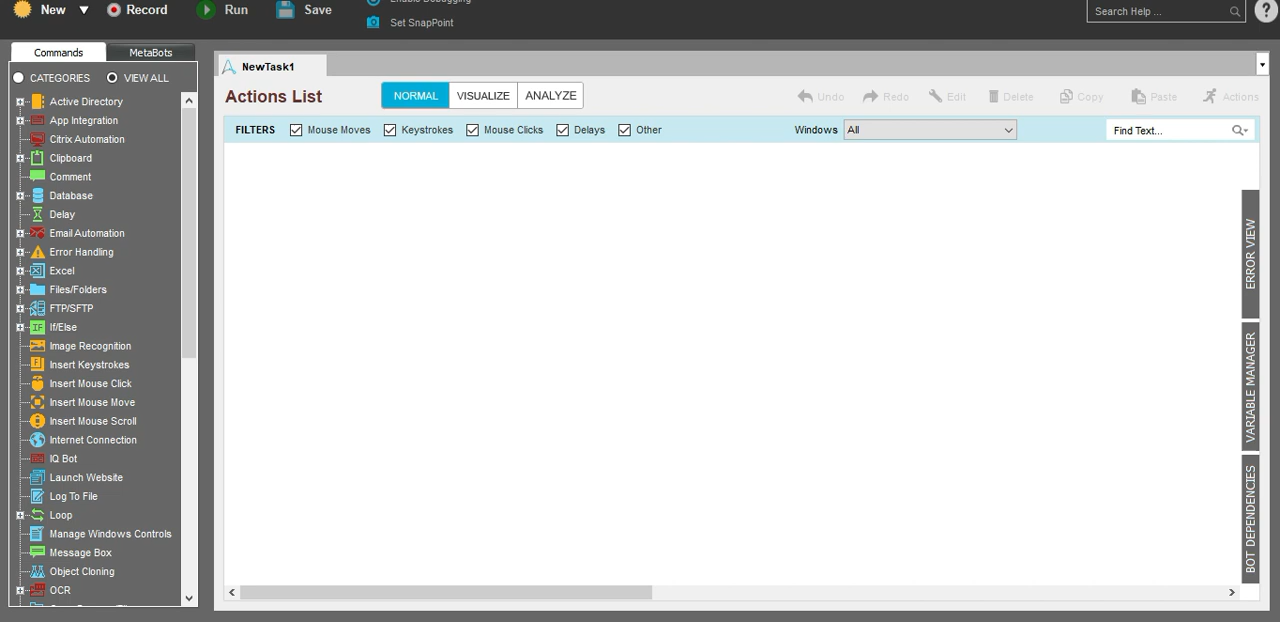 New
Record
Run
Save
Enable Debugging
Set SnapPoint
Search Help ...
?
Commands
MetaBots
CATEGORIES
VIEW ALL
Active Directory
App Integration
Citrix Automation
Clipboard
Comment
Database
Delay
Email Automation
Error Handling
Excel
Files/Folders
FTP/SFTP
IF If/Else
Image Recognition
Insert Keystrokes
Insert Mouse Click
Insert Mouse Move
Insert Mouse Scroll
Internet Connection
IQ Bot
Launch Website
Log To File
Loop
Manage Windows Controls
Message Box
Object Cloning
OCR
NewTask1
Actions List
NORMAL
VISUALIZE
ANALYZE
Undo
Redo
Edit
Delete
Copy
Paste
Actions
FILTERS
Mouse Moves
Keystrokes
Mouse Clicks
Delays
Other
Windows
All
Find Text...
ERROR VIEW
VARIABLE MANAGER
BOT DEPENDENCIES